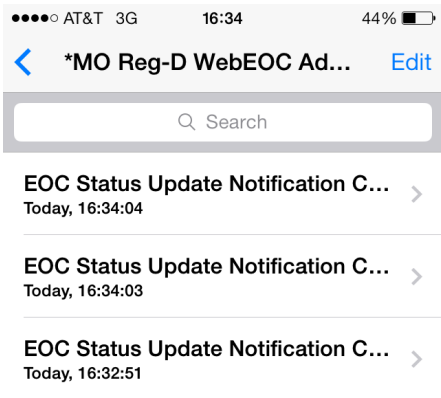 AT&T 3G 16:34 44%
*MO Reg-D WebEOC Ad... Edit
Search
EOC Status Update Notification C...
Today, 16:34:04
EOC Status Update Notification C...
Today, 16:34:03
EOC Status Update Notification C...
Today, 16:32:51